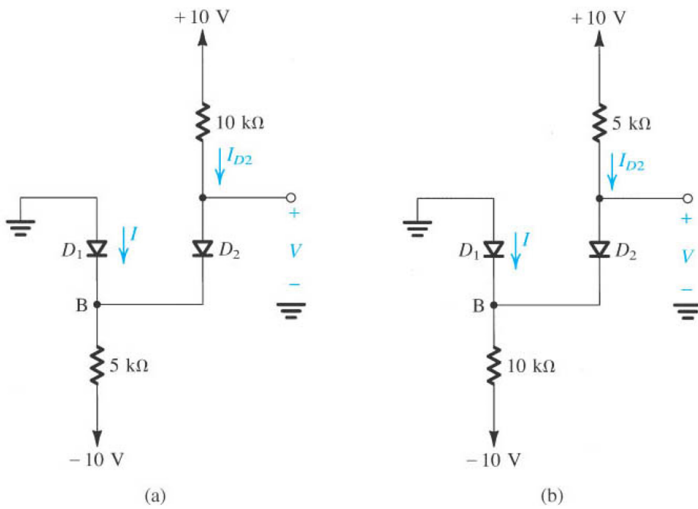 +10 V
10 kΩ
I_D2
+
V
−
D₁
I
D₂
B
5 kΩ
−10 V
(a)
+10 V
5 kΩ
I_D2
+
V
−
D₁
I
D₂
B
10 kΩ
−10 V
(b)